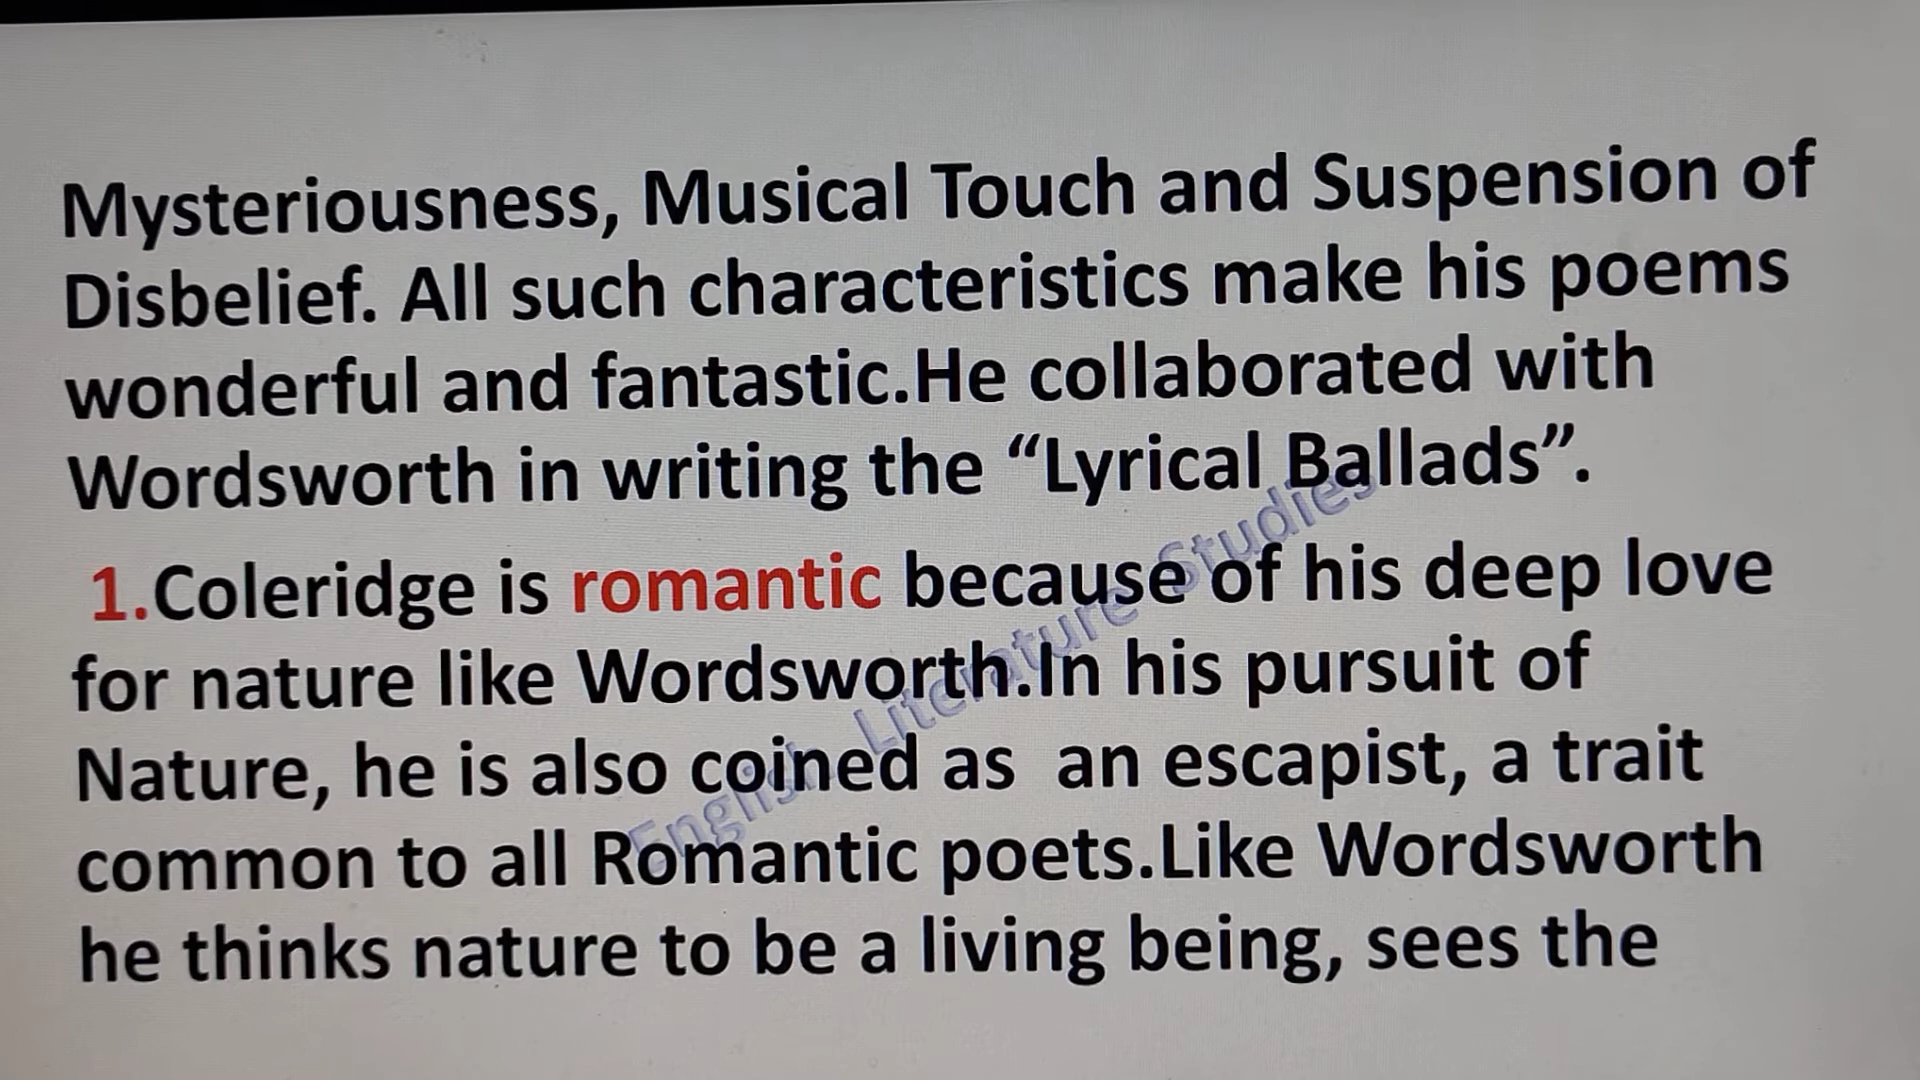 Mysteriousness, Musical Touch and Suspension of
Disbelief. All such characteristics make his poems
wonderful and fantastic.He collaborated with
Wordsworth in writing the “Lyrical Ballads”.
1.Coleridge is romantic because of his deep love
for nature like Wordsworth.In his pursuit of
Nature, he is also coined as  an escapist, a trait
common to all Romantic poets.Like Wordsworth
he thinks nature to be a living being, sees the
English Literature Studies